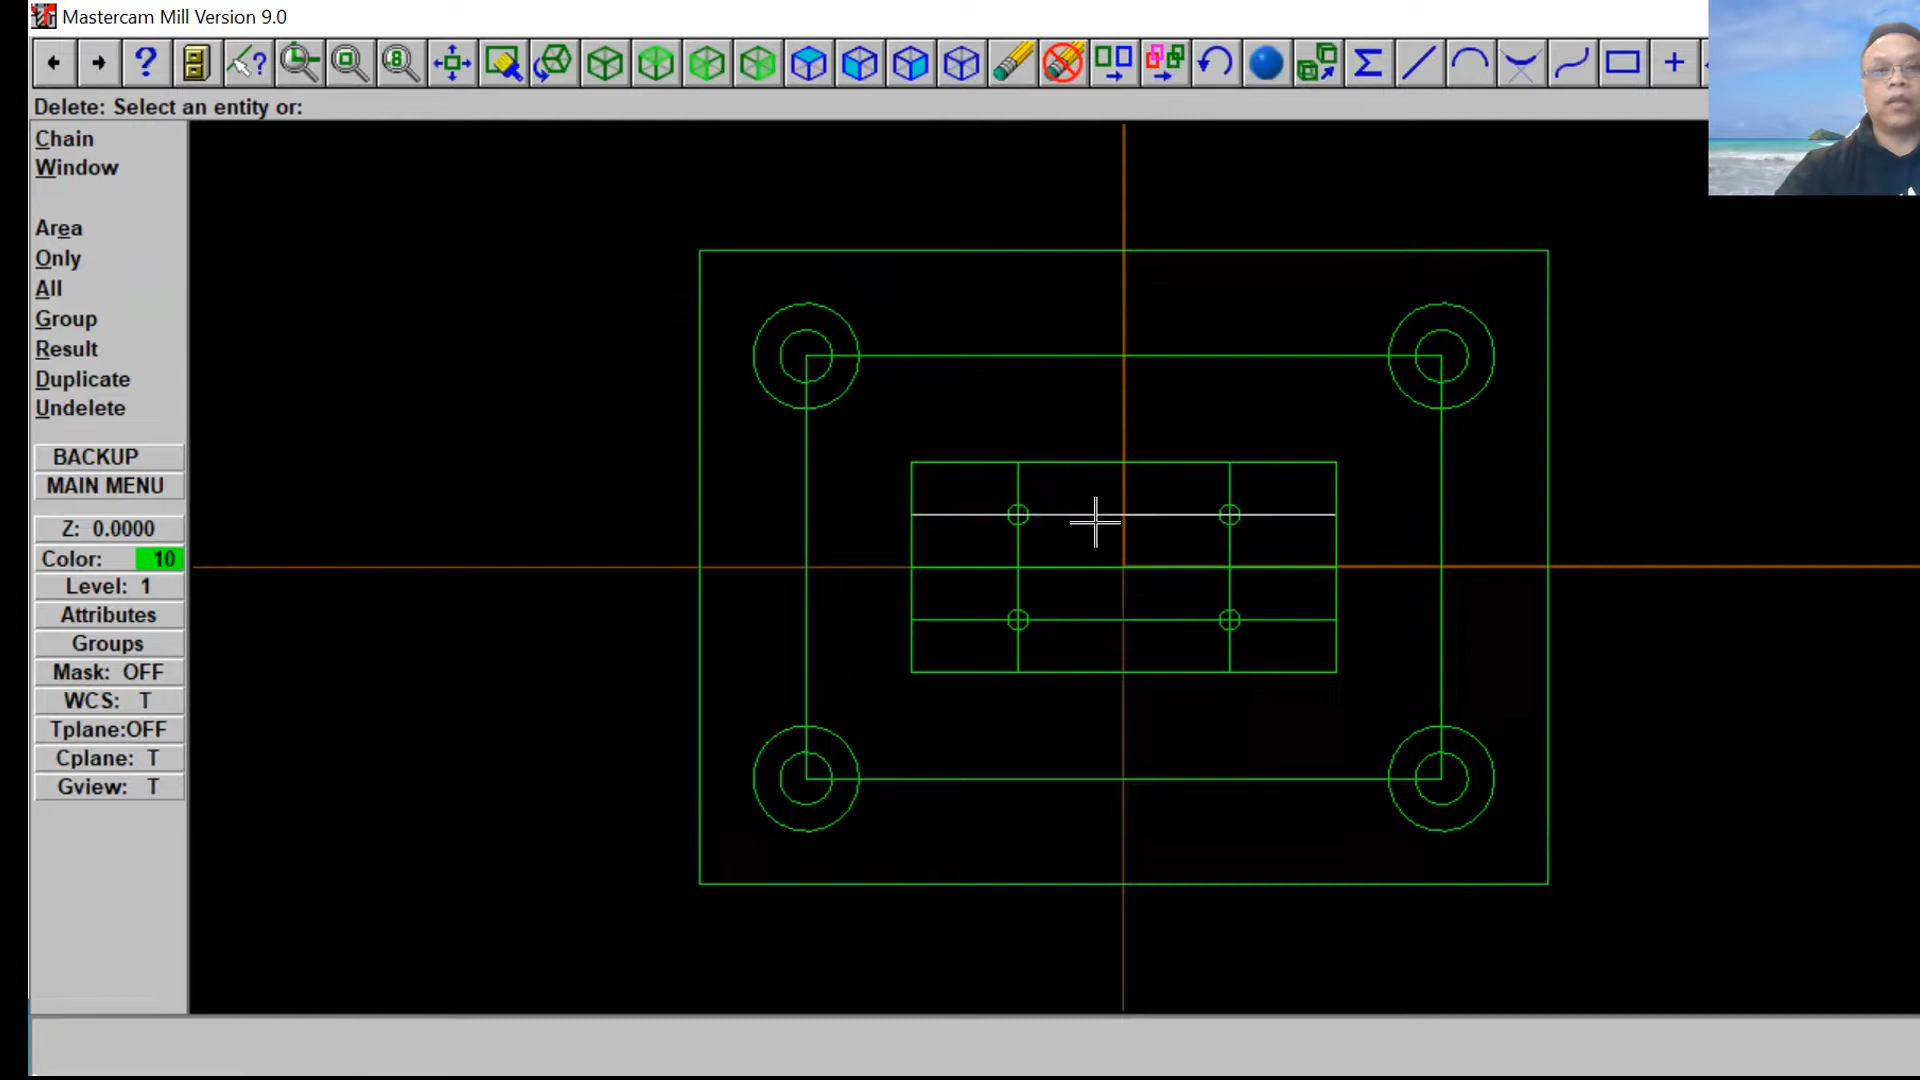 Mastercam Mill Version 9.0
Delete: Select an entity or:
Chain
Window
Area
Only
All
Group
Result
Duplicate
Undelete
BACKUP
MAIN MENU
Z: 0.0000
Color: 10
Level: 1
Attributes
Groups
Mask: OFF
WCS: T
Tplane:OFF
Cplane: T
Gview: T